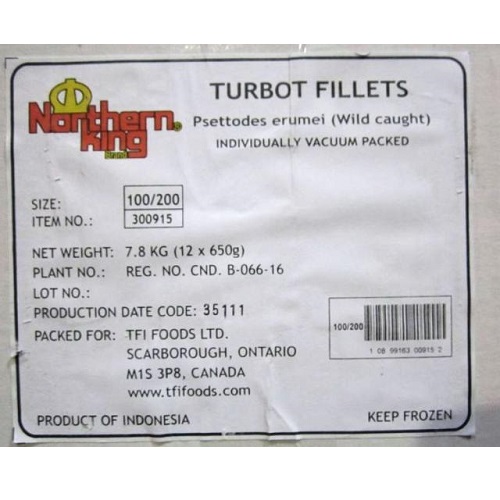 Northern
King
Brand
TURBOT FILLETS
Psettodes erumei (Wild caught)
INDIVIDUALLY VACUUM PACKED
SIZE: 100/200
ITEM NO.: 300915
NET WEIGHT: 7.8 KG (12 x 650g)
PLANT NO.: REG. NO. CND. B-066-16
LOT NO.:
PRODUCTION DATE CODE: 35111
PACKED FOR: TFI FOODS LTD.
SCARBOROUGH, ONTARIO
M1S 3P8, CANADA
www.tfifoods.com
100/200
1 08 99163 00915 2
PRODUCT OF INDONESIA
KEEP FROZEN